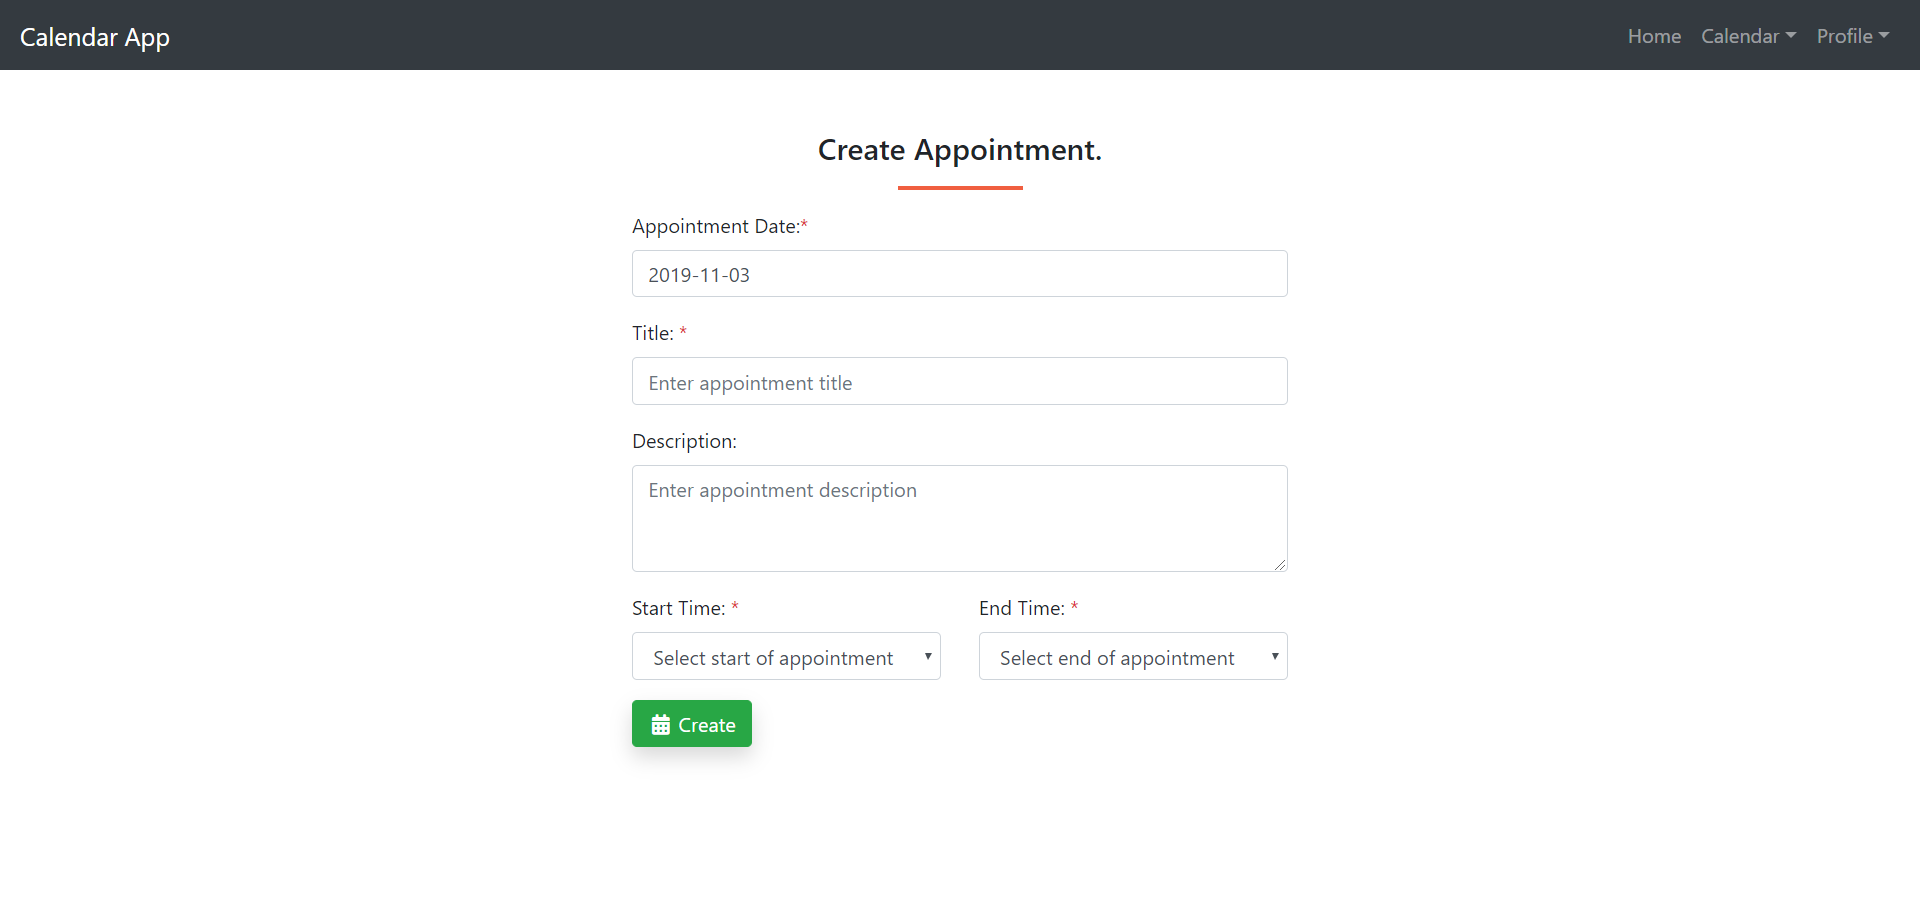 Calendar App Home Calendar Profile
Create Appointment.
Appointment Date:*
2019-11-03
Title: *
Enter appointment title
Description:
Enter appointment description
Start Time: * End Time: *
Select start of appointment Select end of appointment
Create